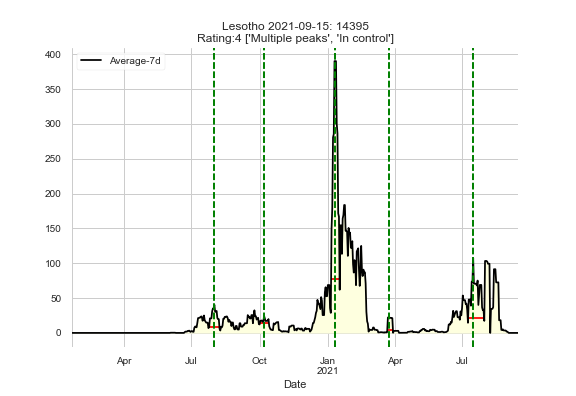 Lesotho 2021-09-15: 14395
Rating:4 ['Multiple peaks', 'In control']
Average-7d
400
350
300
250
200
150
100
50
0
Apr
Jul
Oct
Jan
2021
Apr
Jul
Date